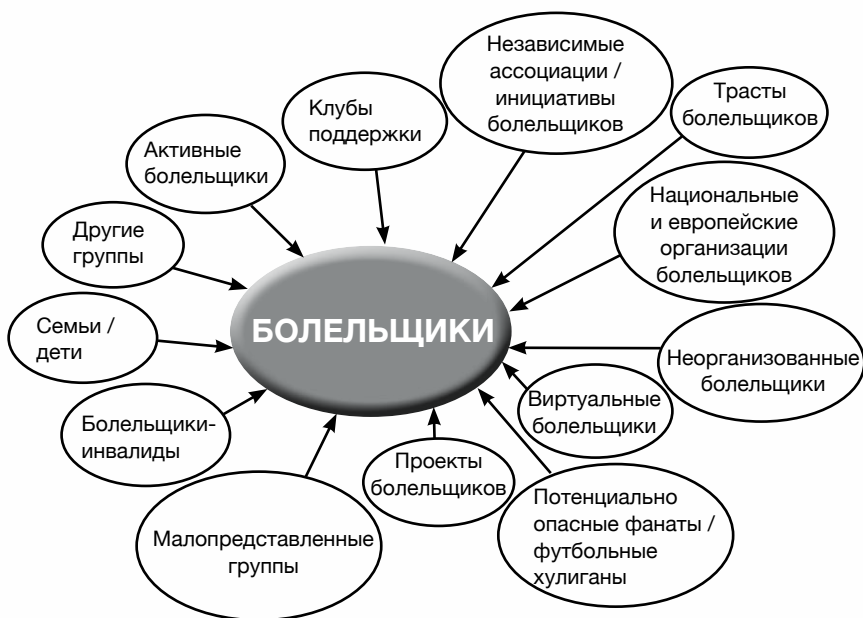 Независимые
ассоциации /
инициативы
болельщиков
Клубы
поддержки
Трасты
болельщиков
Активные
болельщики
Национальные
и европейские
организации
болельщиков
Другие
группы
БОЛЕЛЬЩИКИ
Семьи /
дети
Неорганизованные
болельщики
Виртуальные
болельщики
Болельщики-
инвалиды
Проекты
болельщиков
Потенциально
опасные фанаты /
футбольные
хулиганы
Малопредставленные
группы